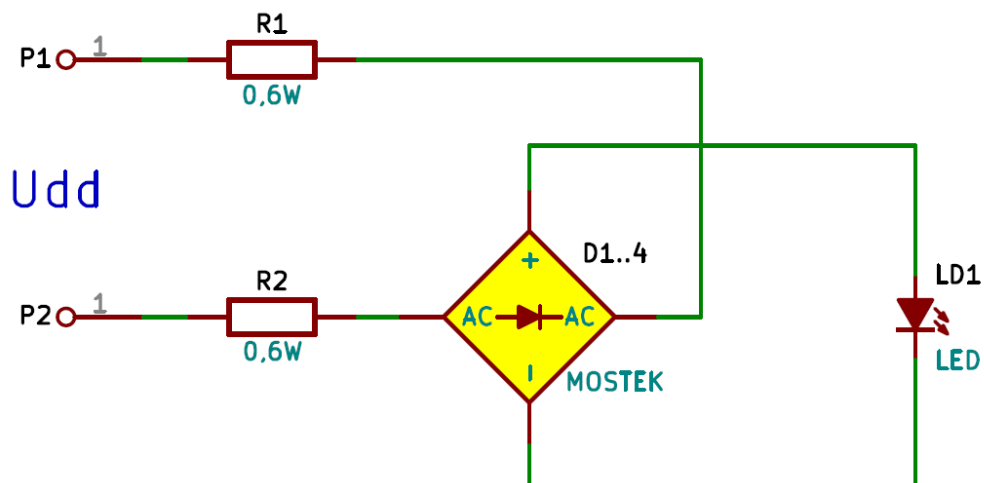 R1
P1 1
0,6W
Udd
+
D1..4
R2
LD1
P2 1
AC AC
0,6W
-
MOSTEK
LED